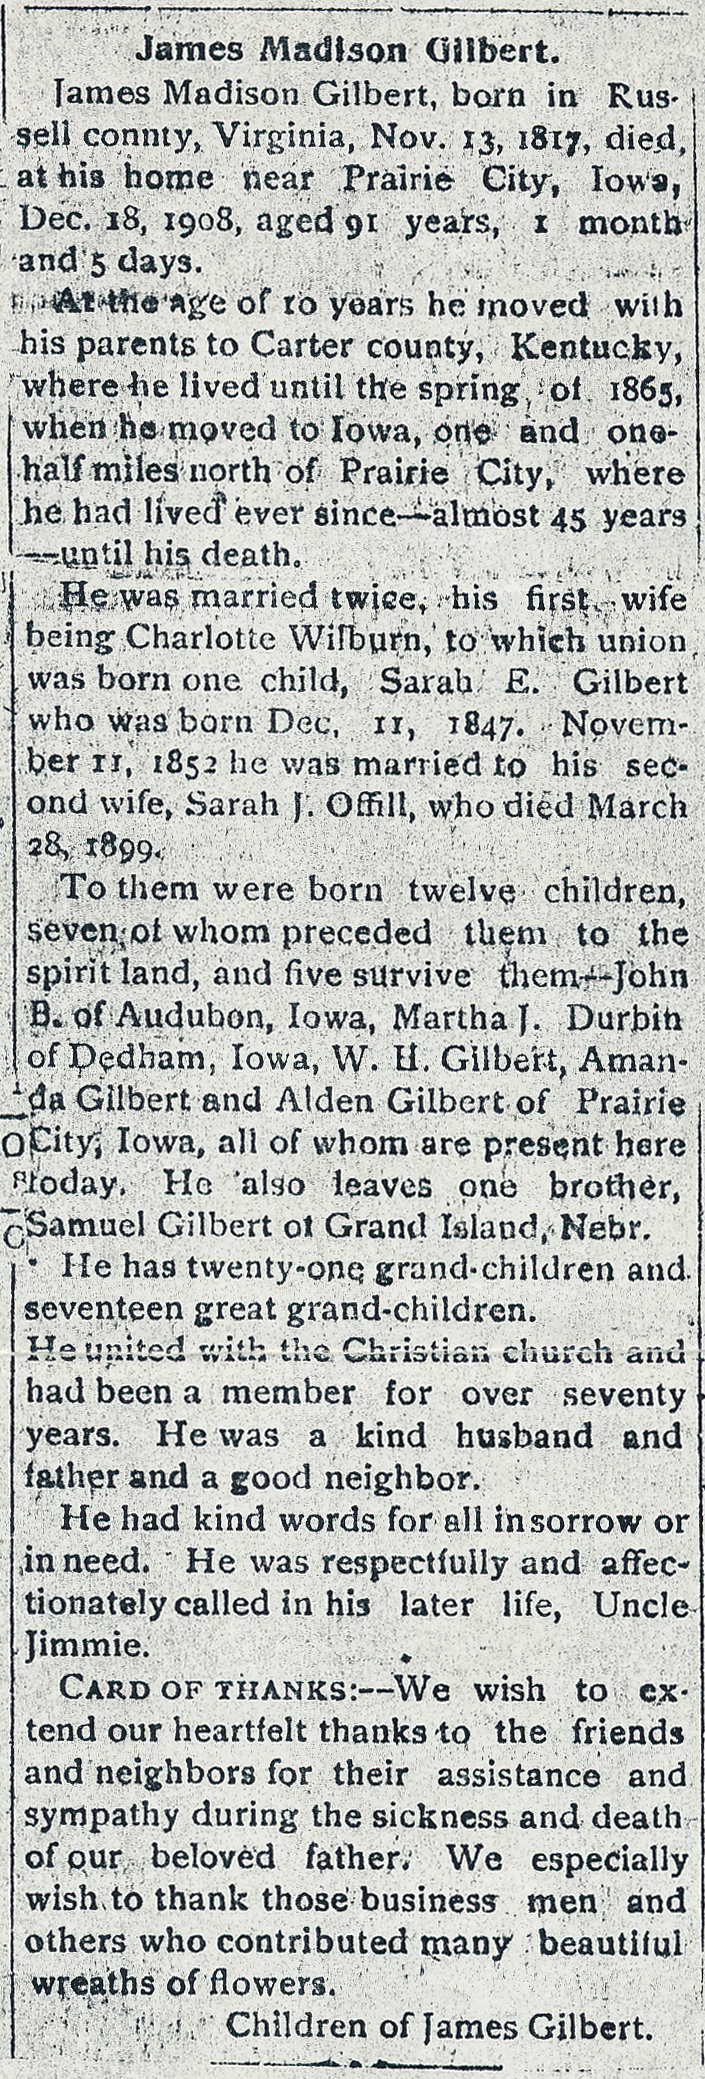 James Madison Gilbert.
James Madison Gilbert, born in Rus-
sell connty, Virginia, Nov. 13, 1817, died,
at his home near Prairie City, Iowa,
Dec. 18, 1908, aged 91 years, 1 month
and 5 days.
At the age of 10 years he moved with
his parents to Carter county, Kentucky,
where he lived until the spring of 1865,
when he moved to Iowa, one and one-
half miles north of Prairie City, where
he had lived ever since—almost 45 years
—until his death.
He was married twice, his first wife
being Charlotte Wilburn, to which union
was born one child, Sarah E. Gilbert
who was born Dec. 11, 1847. Novem-
ber 11, 1852 he was married to his sec-
ond wife, Sarah J. Offill, who died March
28, 1899.
To them were born twelve children,
seven of whom preceded them to the
spirit land, and five survive them—John
B. of Audubon, Iowa, Martha J. Durbin
of Dedham, Iowa, W. H. Gilbert, Aman-
da Gilbert and Alden Gilbert of Prairie
City, Iowa, all of whom are present here
today. He also leaves one brother,
Samuel Gilbert of Grand Island, Nebr.
He has twenty-one grand-children and
seventeen great grand-children.
He united with the Christian church and
had been a member for over seventy
years. He was a kind husband and
father and a good neighbor.
He had kind words for all in sorrow or
in need. He was respectfully and affec-
tionately called in his later life, Uncle
Jimmie.
CARD OF THANKS:—We wish to ex-
tend our heartfelt thanks to the friends
and neighbors for their assistance and
sympathy during the sickness and death
of our beloved father. We especially
wish to thank those business men and
others who contributed many beautiful
wreaths of flowers.
Children of James Gilbert.